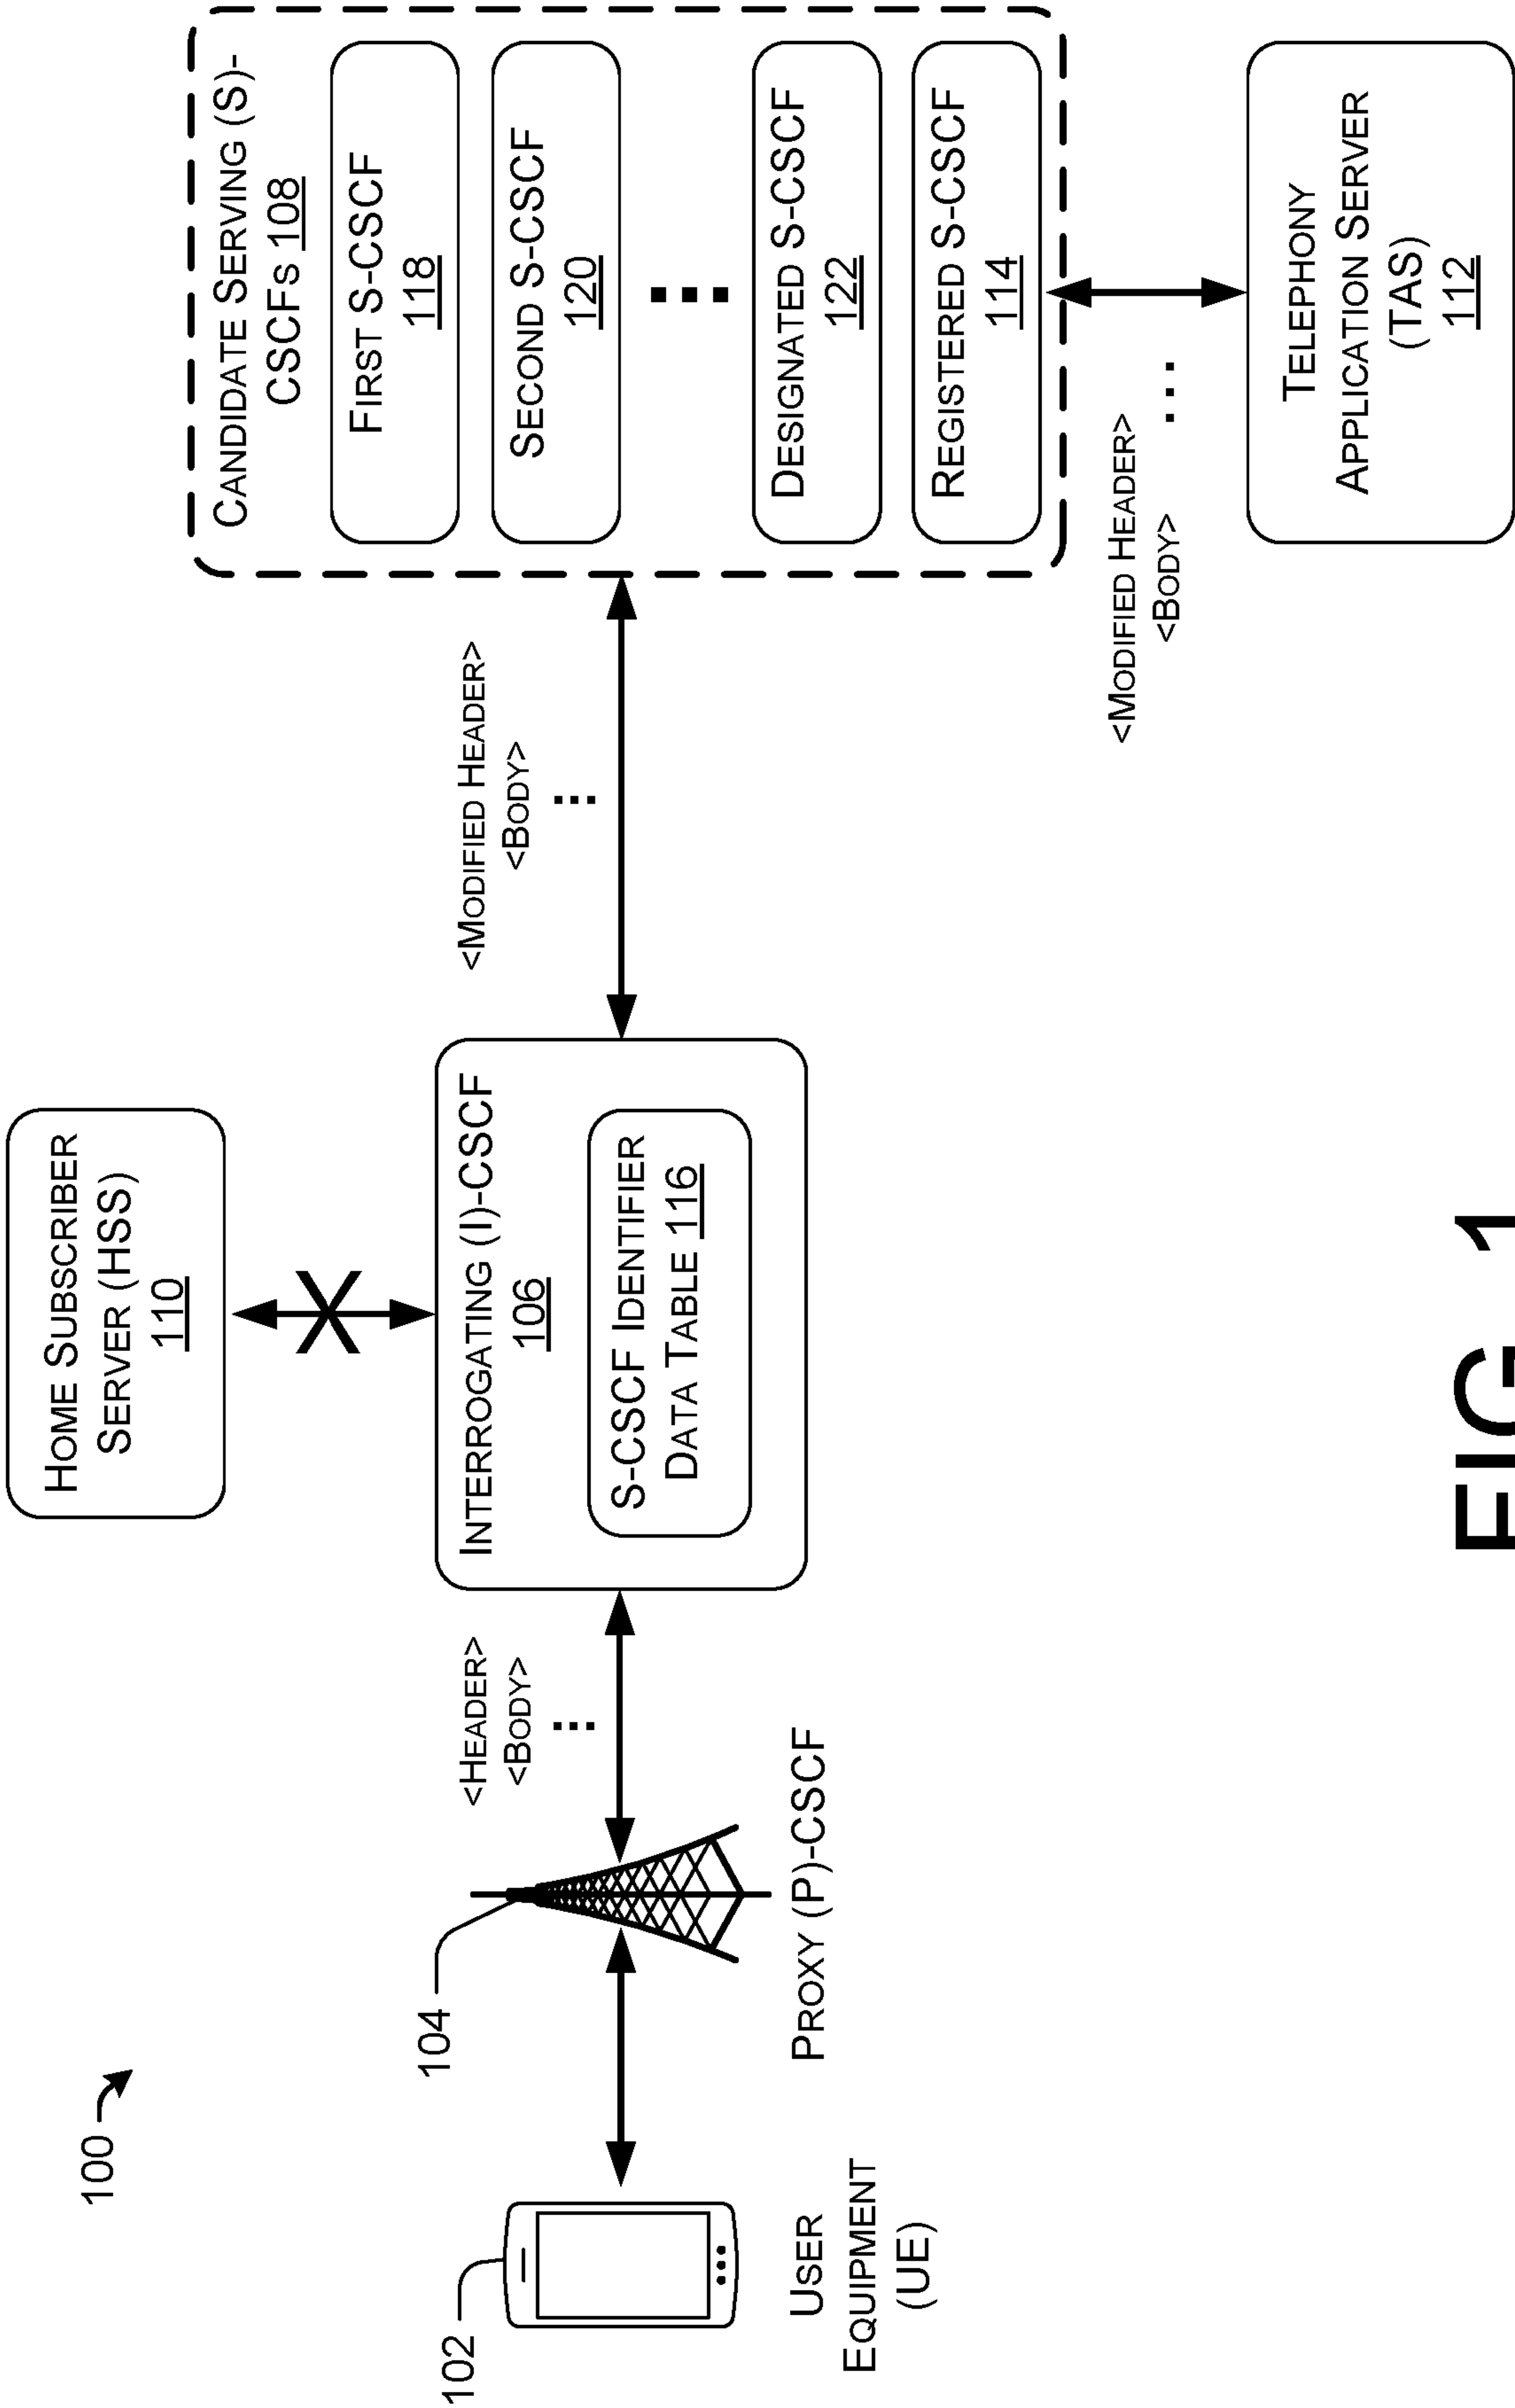 100
HOME SUBSCRIBER
SERVER (HSS)
110
CANDIDATE SERVING (S)-
CSCFS 108
FIRST S-CSCF
118
SECOND S-CSCF
120
DESIGNATED S-CSCF
122
REGISTERED S-CSCF
114
INTERROGATING (I)-CSCF
106
S-CSCF IDENTIFIER
DATA TABLE 116
<HEADER>
<BODY>
...
<MODIFIED HEADER>
<BODY>
...
102
104
USER
EQUIPMENT
(UE)
PROXY (P)-CSCF
<MODIFIED HEADER>
<BODY>
...
TELEPHONY
APPLICATION SERVER
(TAS)
112
FIG. 1